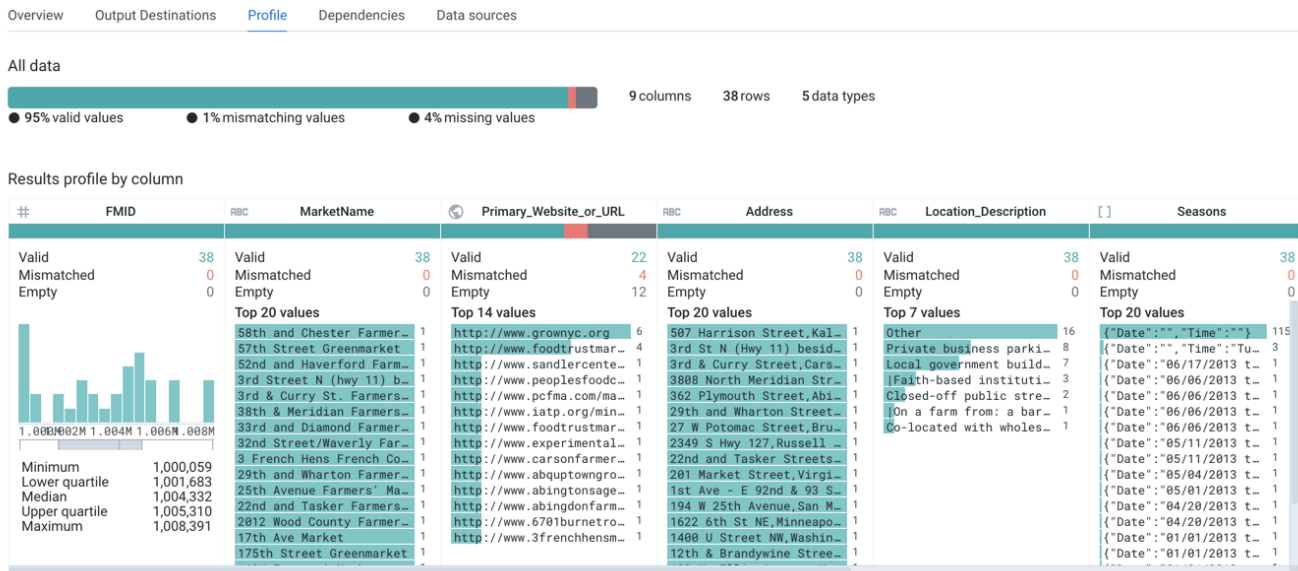 Overview Output Destinations Profile Dependencies Data sources
All data
9 columns 38 rows 5 data types
95% valid values 1% mismatching values 4% missing values
Results profile by column
# FMID
Valid 38
Mismatched 0
Empty 0
Minimum 1,000,059
Lower quartile 1,001,683
Median 1,004,332
Upper quartile 1,005,310
Maximum 1,008,391
ABC MarketName
Valid 38
Mismatched 0
Empty 0
Top 20 values
58th and Chester Farmer… 1
57th Street Greenmarket 1
52nd and Haverford Farm… 1
3rd Street N (hwy 11) b… 1
3rd & Curry St. Farmers… 1
38th & Meridian Farmers… 1
33rd and Diamond Farmer… 1
32nd Street/Waverly Far… 1
3 French Hens French Co… 1
29th and Wharton Farmer… 1
25th Avenue Farmers' Ma… 1
22nd and Tasker Farmers… 1
2012 Wood County Farmer… 1
17th Ave Market 1
175th Street Greenmarket 1
Primary_Website_or_URL
Valid 22
Mismatched 4
Empty 12
Top 14 values
http://www.grownyc.org 6
http://www.foodtrustmar… 4
http://www.sandlercente… 1
http://www.peoplesfoodc… 1
http://www.pcfma.com/ma… 1
http://www.iatp.org/min… 1
http://www.foodtrustmar… 1
http://www.experimental… 1
http://www.carsonfarmer… 1
http://www.abquptowngro… 1
http://www.abingtonsage… 1
http://www.abingdonfarm… 1
http://www.6701burnetro… 1
http://www.3frenchhensm… 1
ABC Address
Valid 38
Mismatched 0
Empty 0
Top 20 values
507 Harrison Street,Kal… 1
3rd St N (Hwy 11) besid… 1
3rd & Curry Street,Cars… 1
3808 North Meridian Str… 1
362 Plymouth Street,Abi… 1
29th and Wharton Street… 1
27 W Potomac Street,Bru… 1
2349 S Hwy 127,Russell … 1
22nd and Tasker Streets… 1
201 Market Street,Virgi… 1
1st Ave - E 92nd & 93 S… 1
194 W 25th Avenue,San M… 1
1622 6th St NE,Minneapo… 1
1400 U Street NW,Washin… 1
12th & Brandywine Stree… 1
ABC Location_Description
Valid 38
Mismatched 0
Empty 0
Top 7 values
Other 16
Private business parki… 8
Local government build… 7
|Faith-based instituti… 3
Closed-off public stre… 2
|On a farm from: a bar… 1
Co-located with wholes… 1
[ ] Seasons
Valid 38
Mismatched 0
Empty 0
Top 20 values
{"Date":"","Time":""} 115
{"Date":"","Time":"Tu… 3
{"Date":"06/17/2013 t… 1
{"Date":"06/06/2013 t… 1
{"Date":"06/06/2013 t… 1
{"Date":"06/06/2013 t… 1
{"Date":"05/11/2013 t… 1
{"Date":"05/11/2013 t… 1
{"Date":"05/04/2013 t… 1
{"Date":"05/01/2013 t… 1
{"Date":"04/20/2013 t… 1
{"Date":"04/20/2013 t… 1
{"Date":"01/01/2013 t… 1
{"Date":"01/01/2013 t… 1
{"Date":"01/01/2013 t… 1